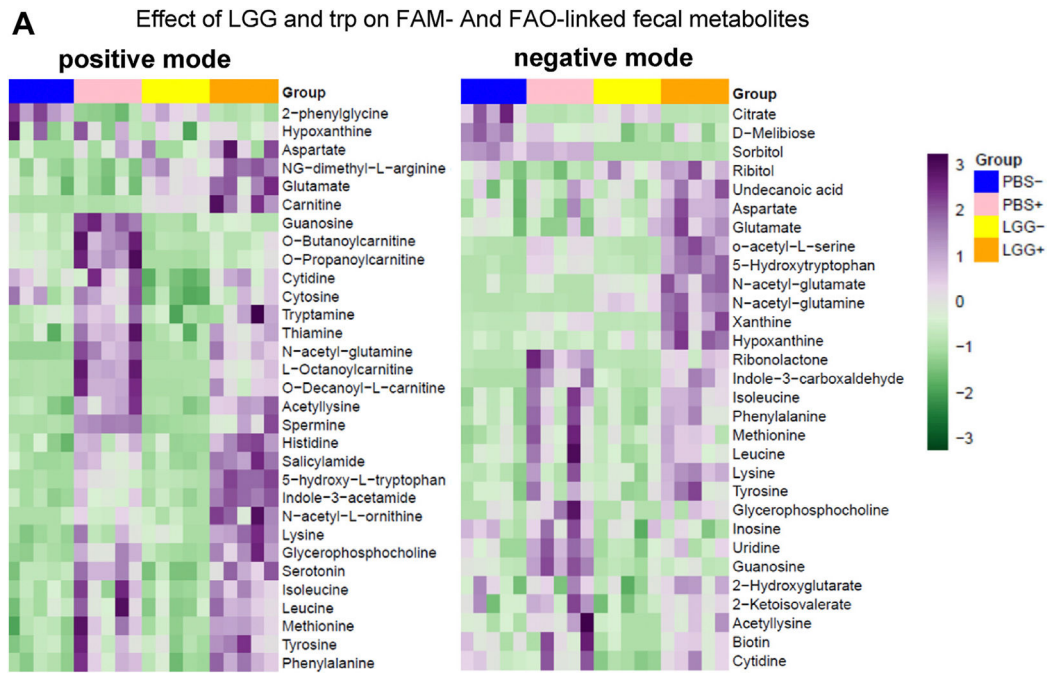 A
Effect of LGG and trp on FAM- And FAO-linked fecal metabolites
positive mode
Group
2−phenylglycine
Hypoxanthine
Aspartate
NG−dimethyl−L−arginine
Glutamate
Carnitine
Guanosine
O−Butanoylcarnitine
O−Propanoylcarnitine
Cytidine
Cytosine
Tryptamine
Thiamine
N−acetyl−glutamine
L−Octanoylcarnitine
O−Decanoyl−L−carnitine
Acetyllysine
Spermine
Histidine
Salicylamide
5−hydroxy−L−tryptophan
Indole−3−acetamide
N−acetyl−L−ornithine
Lysine
Glycerophosphocholine
Serotonin
Isoleucine
Leucine
Methionine
Tyrosine
Phenylalanine
negative mode
Group
Citrate
D−Melibiose
Sorbitol
Ribitol
Undecanoic acid
Aspartate
Glutamate
o−acetyl−L−serine
5−Hydroxytryptophan
N−acetyl−glutamate
N−acetyl−glutamine
Xanthine
Hypoxanthine
Ribonolactone
Indole−3−carboxaldehyde
Isoleucine
Phenylalanine
Methionine
Leucine
Lysine
Tyrosine
Glycerophosphocholine
Inosine
Uridine
Guanosine
2−Hydroxyglutarate
2−Ketoisovalerate
Acetyllysine
Biotin
Cytidine
3
2
1
0
−1
−2
−3
Group
PBS−
PBS+
LGG−
LGG+